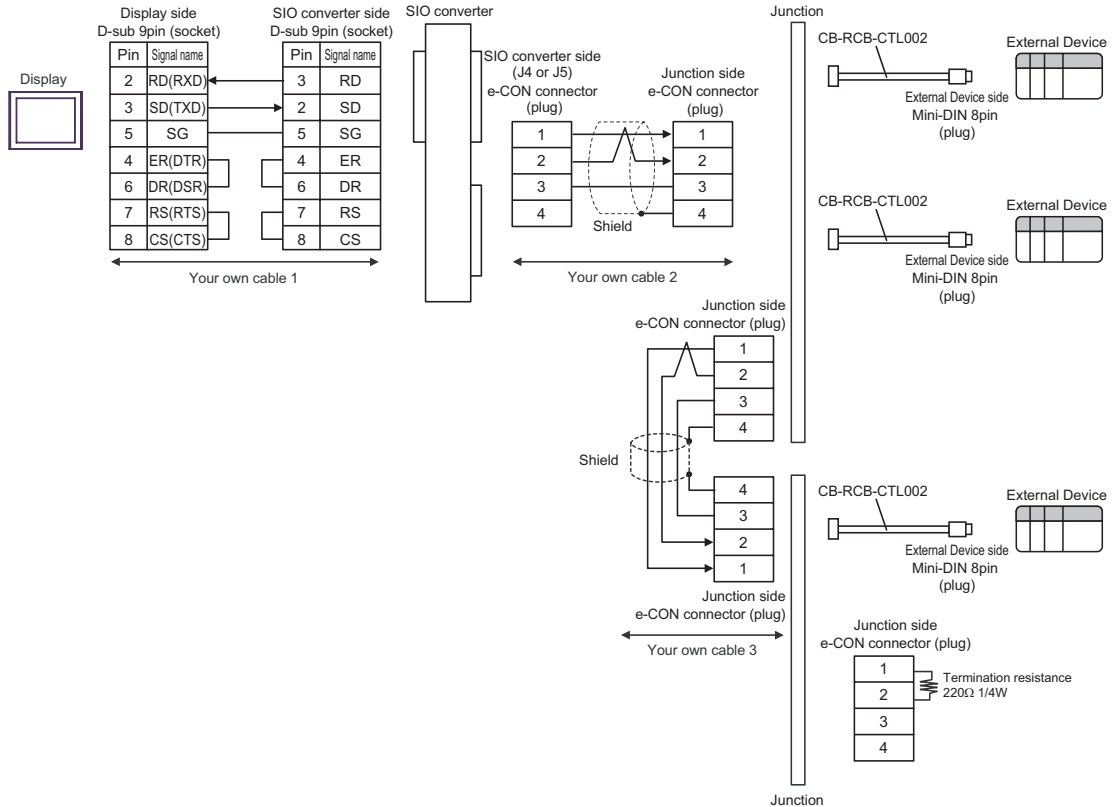 Display
Display side
D-sub 9pin (socket)
Pin Signal name
2 RD(RXD)
3 SD(TXD)
5 SG
4 ER(DTR)
6 DR(DSR)
7 RS(RTS)
8 CS(CTS)
SIO converter side
D-sub 9pin (socket)
Pin Signal name
3 RD
2 SD
5 SG
4 ER
6 DR
7 RS
8 CS
Your own cable 1
SIO converter
SIO converter side
(J4 or J5)
e-CON connector
(plug)
1
2
3
4
Shield
Junction side
e-CON connector
(plug)
1
2
3
4
Your own cable 2
Junction
CB-RCB-CTL002
External Device side
Mini-DIN 8pin
(plug)
External Device
CB-RCB-CTL002
External Device side
Mini-DIN 8pin
(plug)
External Device
Junction side
e-CON connector (plug)
1
2
3
4
Shield
4
3
2
1
Junction side
e-CON connector (plug)
Your own cable 3
CB-RCB-CTL002
External Device side
Mini-DIN 8pin
(plug)
External Device
Junction side
e-CON connector (plug)
1
2
3
4
Termination resistance
220Ω 1/4W
Junction